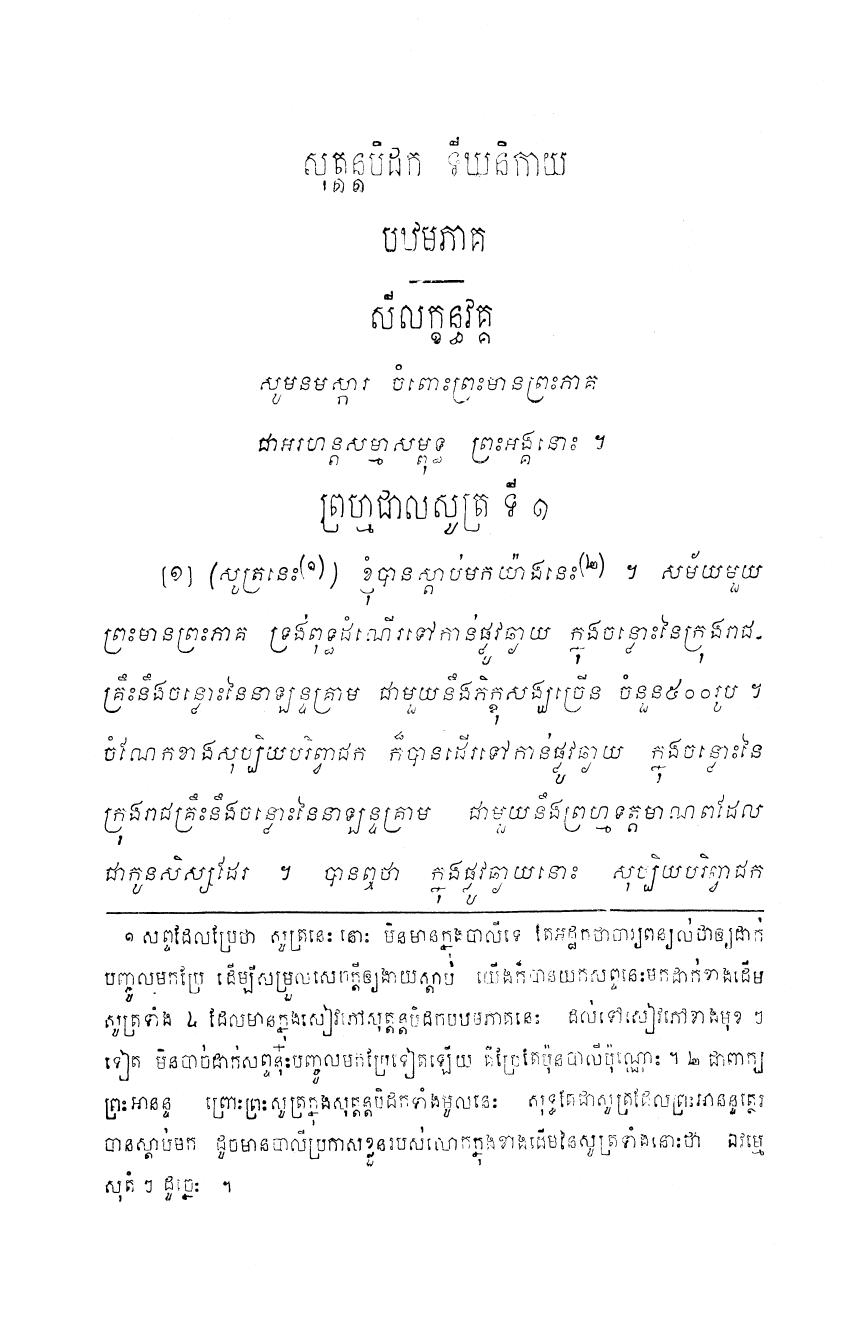 សុត្តន្តបិដក ទីឃនិកាយ
បឋមភាគ
សីលក្ខន្ធវគ្គ
សូមនមស្ការ ចំពោះព្រះមានព្រះភាគ
ជាអរហន្តសម្មាសម្ពុទ្ធ ព្រះអង្គនោះ ។
ព្រហ្មជាលសូត្រ ទី ១
[១] (សូត្រនេះ(១)) ខ្ញុំបានស្តាប់មកយ៉ាងនេះ(២) ។ សម័យមួយ
ព្រះមានព្រះភាគ ទ្រង់ពុទ្ធដំណើរទៅកាន់ផ្លូវឆ្ងាយ ក្នុងចន្លោះនៃក្រុងរាជ-
គ្រឹះនឹងចន្លោះនៃនាឡន្ទគ្រាម ជាមួយនឹងភិក្ខុសង្ឃច្រើន ចំនួន៥០០រូប ។
ចំណែកខាងសុប្បិយបរិព្វាជក ក៏បានដើរទៅកាន់ផ្លូវឆ្ងាយ ក្នុងចន្លោះនៃ
ក្រុងរាជគ្រឹះនឹងចន្លោះនៃនាឡន្ទគ្រាម ជាមួយនឹងព្រហ្មទត្តមាណពដែល
ជាកូនសិស្សដែរ ។ បានឮថា ក្នុងផ្លូវឆ្ងាយនោះ សុប្បិយបរិព្វាជក
១ សព្ទដែលប្រែថា សូត្រនេះ នោះ មិនមានក្នុងបាលីទេ តែអដ្ឋកថាចារ្យពន្យល់ថាឲ្យដាក់
បញ្ចូលមកប្រែ ដើម្បីសម្រួលសេចក្តីឲ្យងាយស្តាប់ យើងក៏បានយកសព្ទនេះមកដាក់ខាងដើម
សូត្រទាំង ៤ ដែលមានក្នុងសៀវភៅសុត្តន្តបិដកបឋមភាគនេះ ដល់ទៅសៀវភៅខាងមុខ ៗ
ទៀត មិនបាច់ដាក់សព្ទនុ៎ះបញ្ចូលមកប្រែទៀតឡើយ គឺប្រែតែប៉ុនបាលីប៉ុណ្ណោះ ។ ២ ជាពាក្យ
ព្រះអានន្ទ ព្រោះព្រះសូត្រក្នុងសុត្តន្តបិដកទាំងមូលនេះ សុទ្ធតែជាសូត្រដែលព្រះអានន្ទត្ថេរ
បានស្តាប់មក ដូចមានបាលីប្រកាសខ្លួនរបស់លោកក្នុងខាងដើមនៃសូត្រទាំងនោះថា ឯវម្មេ
សុតំ ៗ ដូច្នេះ ។